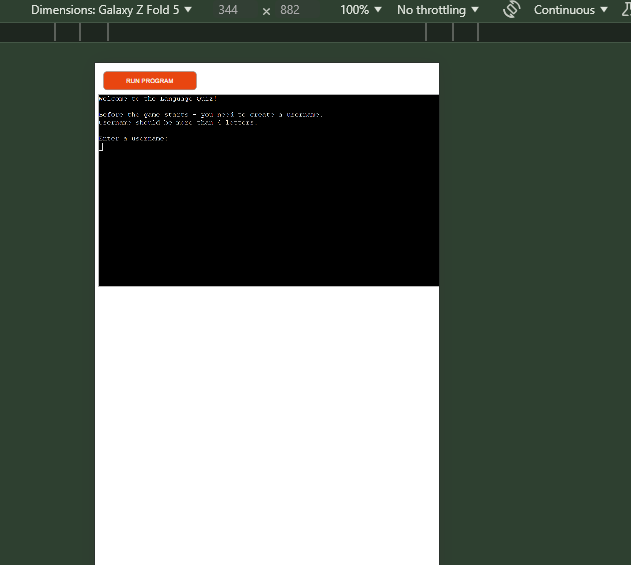 Dimensions: Galaxy Z Fold 5 ▼ 344 × 882 100% ▼ No throttling ▼ Continuous ▼
RUN PROGRAM
Welcome to the Language Quiz!
Before the game starts - you need to create a username.
Username should be more than 4 letters
Enter a username: